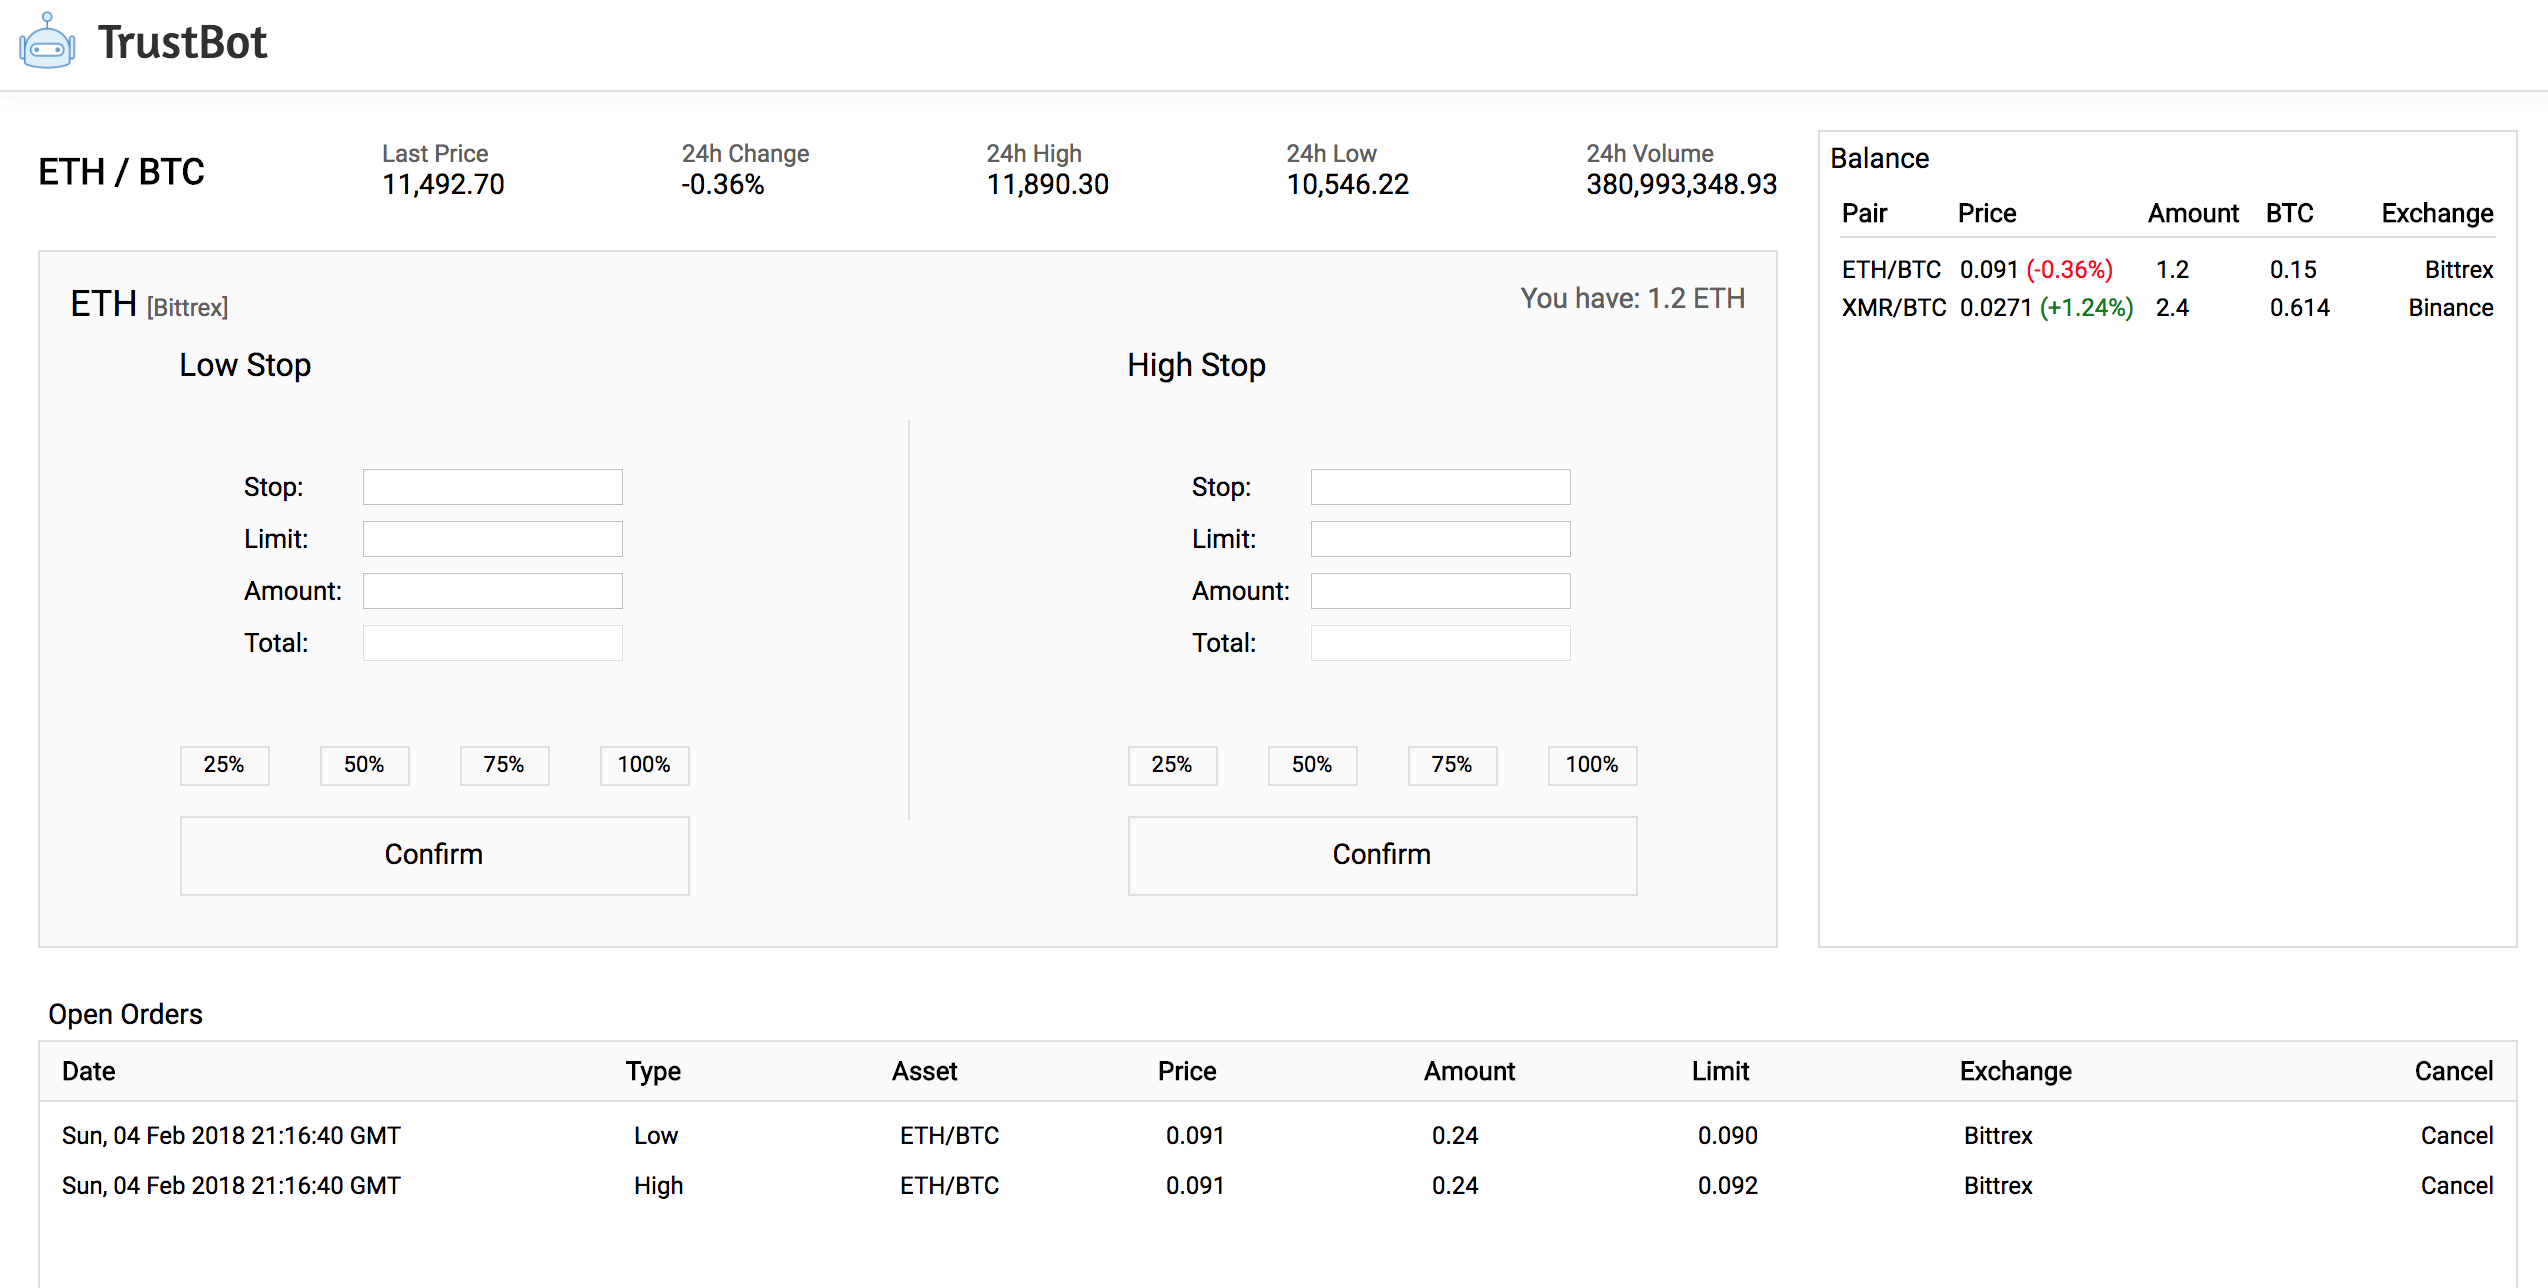 TrustBot
ETH / BTC
Last Price 24h Change 24h High 24h Low 24h Volume
11,492.70 -0.36% 11,890.30 10,546.22 380,993,348.93
Balance
Pair Price Amount BTC Exchange
ETH/BTC 0.091 (-0.36%) 1.2 0.15 Bittrex
XMR/BTC 0.0271 (+1.24%) 2.4 0.614 Binance
ETH [Bittrex] You have: 1.2 ETH
Low Stop
Stop:
Limit:
Amount:
Total:
25% 50% 75% 100%
Confirm
High Stop
Stop:
Limit:
Amount:
Total:
25% 50% 75% 100%
Confirm
Open Orders
Date Type Asset Price Amount Limit Exchange Cancel
Sun, 04 Feb 2018 21:16:40 GMT Low ETH/BTC 0.091 0.24 0.090 Bittrex Cancel
Sun, 04 Feb 2018 21:16:40 GMT High ETH/BTC 0.091 0.24 0.092 Bittrex Cancel